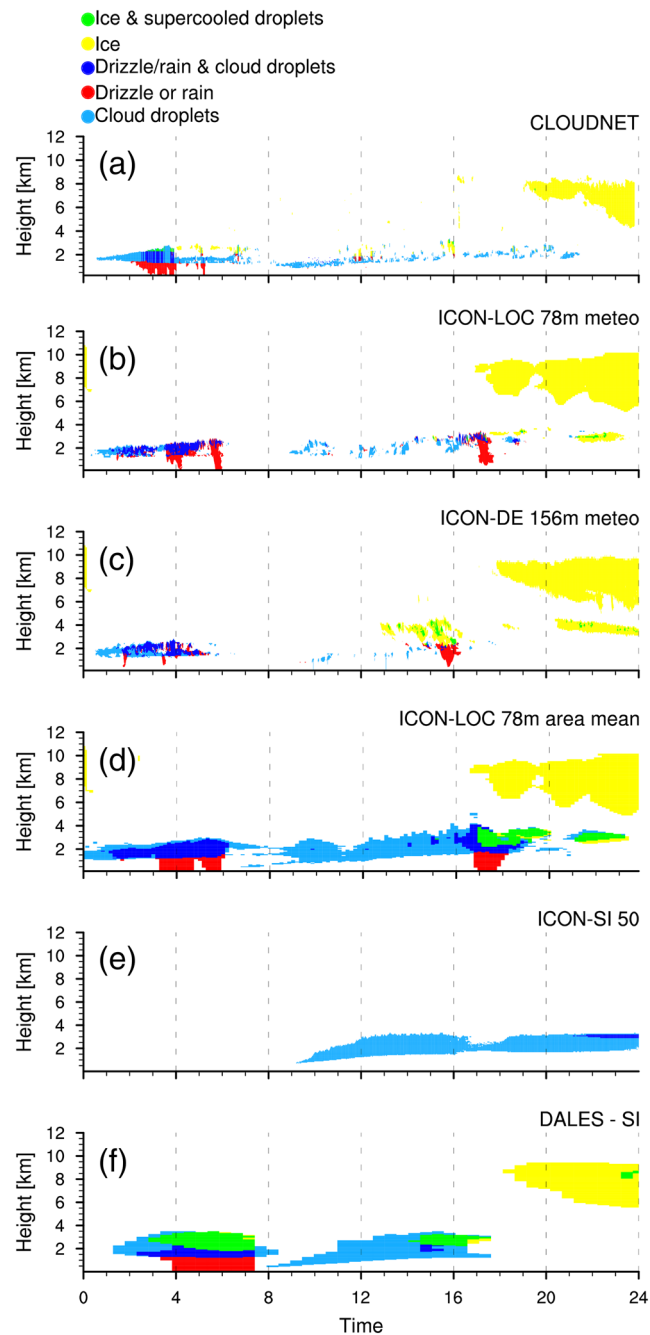 Ice & supercooled droplets
Ice
Drizzle/rain & cloud droplets
Drizzle or rain
Cloud droplets
CLOUDNET
(a)
Height [km]
12
10
8
6
4
2
ICON-LOC 78m meteo
(b)
Height [km]
12
10
8
6
4
2
ICON-DE 156m meteo
(c)
Height [km]
12
10
8
6
4
2
ICON-LOC 78m area mean
(d)
Height [km]
12
10
8
6
4
2
ICON-SI 50
(e)
Height [km]
12
10
8
6
4
2
DALES - SI
(f)
Height [km]
12
10
8
6
4
2
0 4 8 12 16 20 24
Time